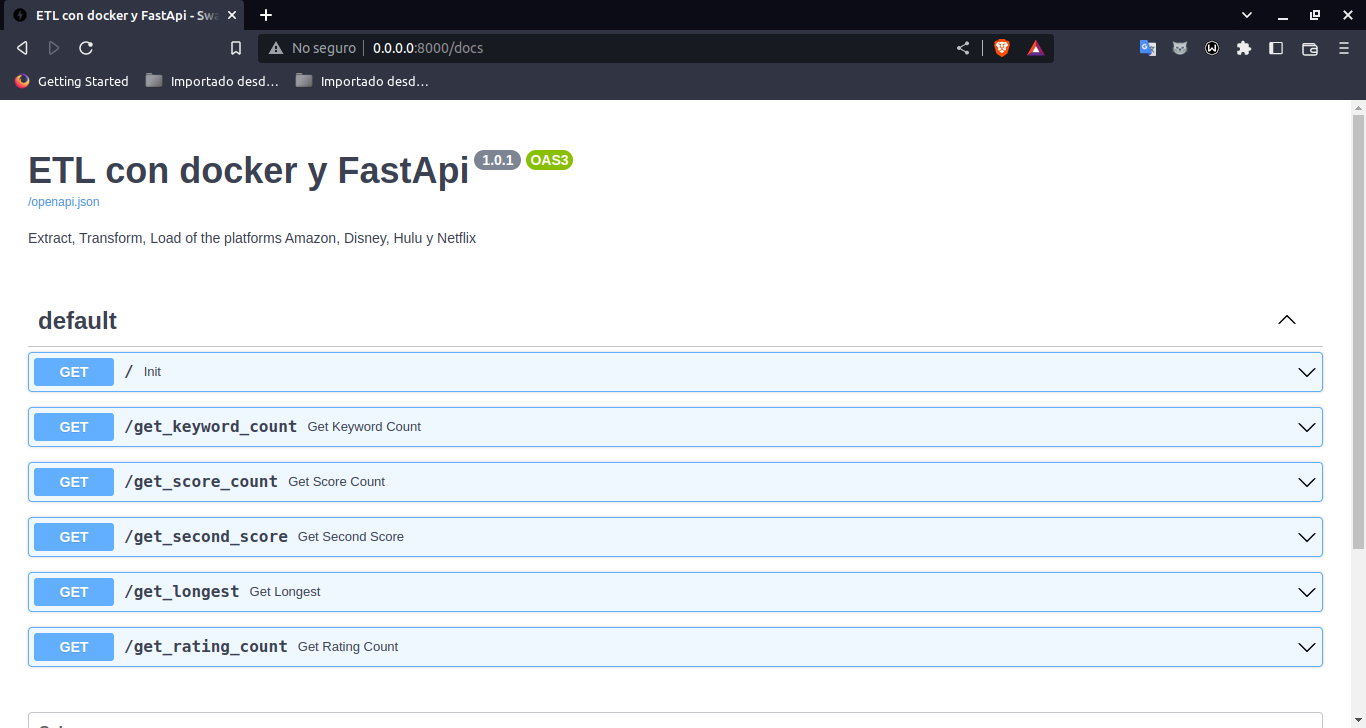 ETL con docker y FastApi - Swa
No seguro 0.0.0.0:8000/docs
Getting Started Importado desd... Importado desd...
ETL con docker y FastApi 1.0.1 OAS3
/openapi.json
Extract, Transform, Load of the platforms Amazon, Disney, Hulu y Netflix
default
GET / Init
GET /get_keyword_count Get Keyword Count
GET /get_score_count Get Score Count
GET /get_second_score Get Second Score
GET /get_longest Get Longest
GET /get_rating_count Get Rating Count